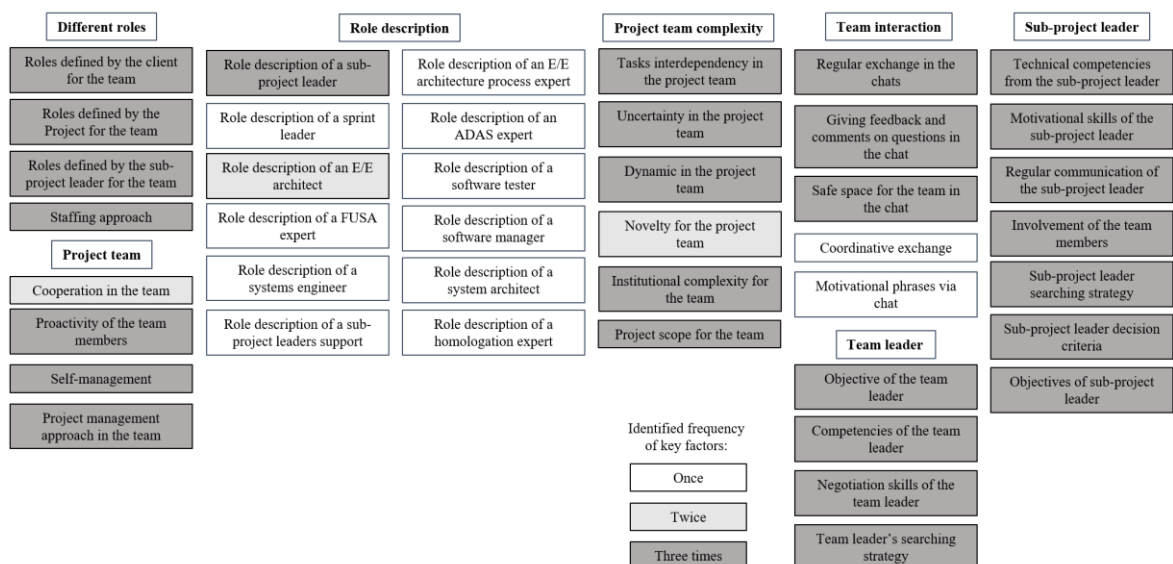 Different roles
Roles defined by the client
for the team
Roles defined by the
Project for the team
Roles defined by the sub-
project leader for the team
Staffing approach
Project team
Cooperation in the team
Proactivity of the team
members
Self-management
Project management
approach in the team
Role description
Role description of a sub-
project leader
Role description of a
sprint leader
Role description of an E/E
architect
Role description of a FUSA
expert
Role description of a
systems engineer
Role description of a sub-
project leaders support
Role description of an E/E
architecture process expert
Role description of an
ADAS expert
Role description of a
software tester
Role description of a
software manager
Role description of a
system architect
Role description of a
homologation expert
Project team complexity
Tasks interdependency in
the project team
Uncertainty in the project
team
Dynamic in the project
team
Novelty for the project
team
Institutional complexity for
the team
Project scope for the team
Identified frequency
of key factors:
Once
Twice
Three times
Team interaction
Regular exchange in the
chats
Giving feedback and
comments on questions in
the chat
Safe space for the team in
the chat
Coordinative exchange
Motivational phrases via
chat
Team leader
Objective of the team
leader
Competencies of the team
leader
Negotiation skills of the
team leader
Team leader's searching
strategy
Sub-project leader
Technical competencies
from the sub-project leader
Motivational skills of the
sub-project leader
Regular communication of
the sub-project leader
Involvement of the team
members
Sub-project leader
searching strategy
Sub-project leader decision
criteria
Objectives of sub-project
leader